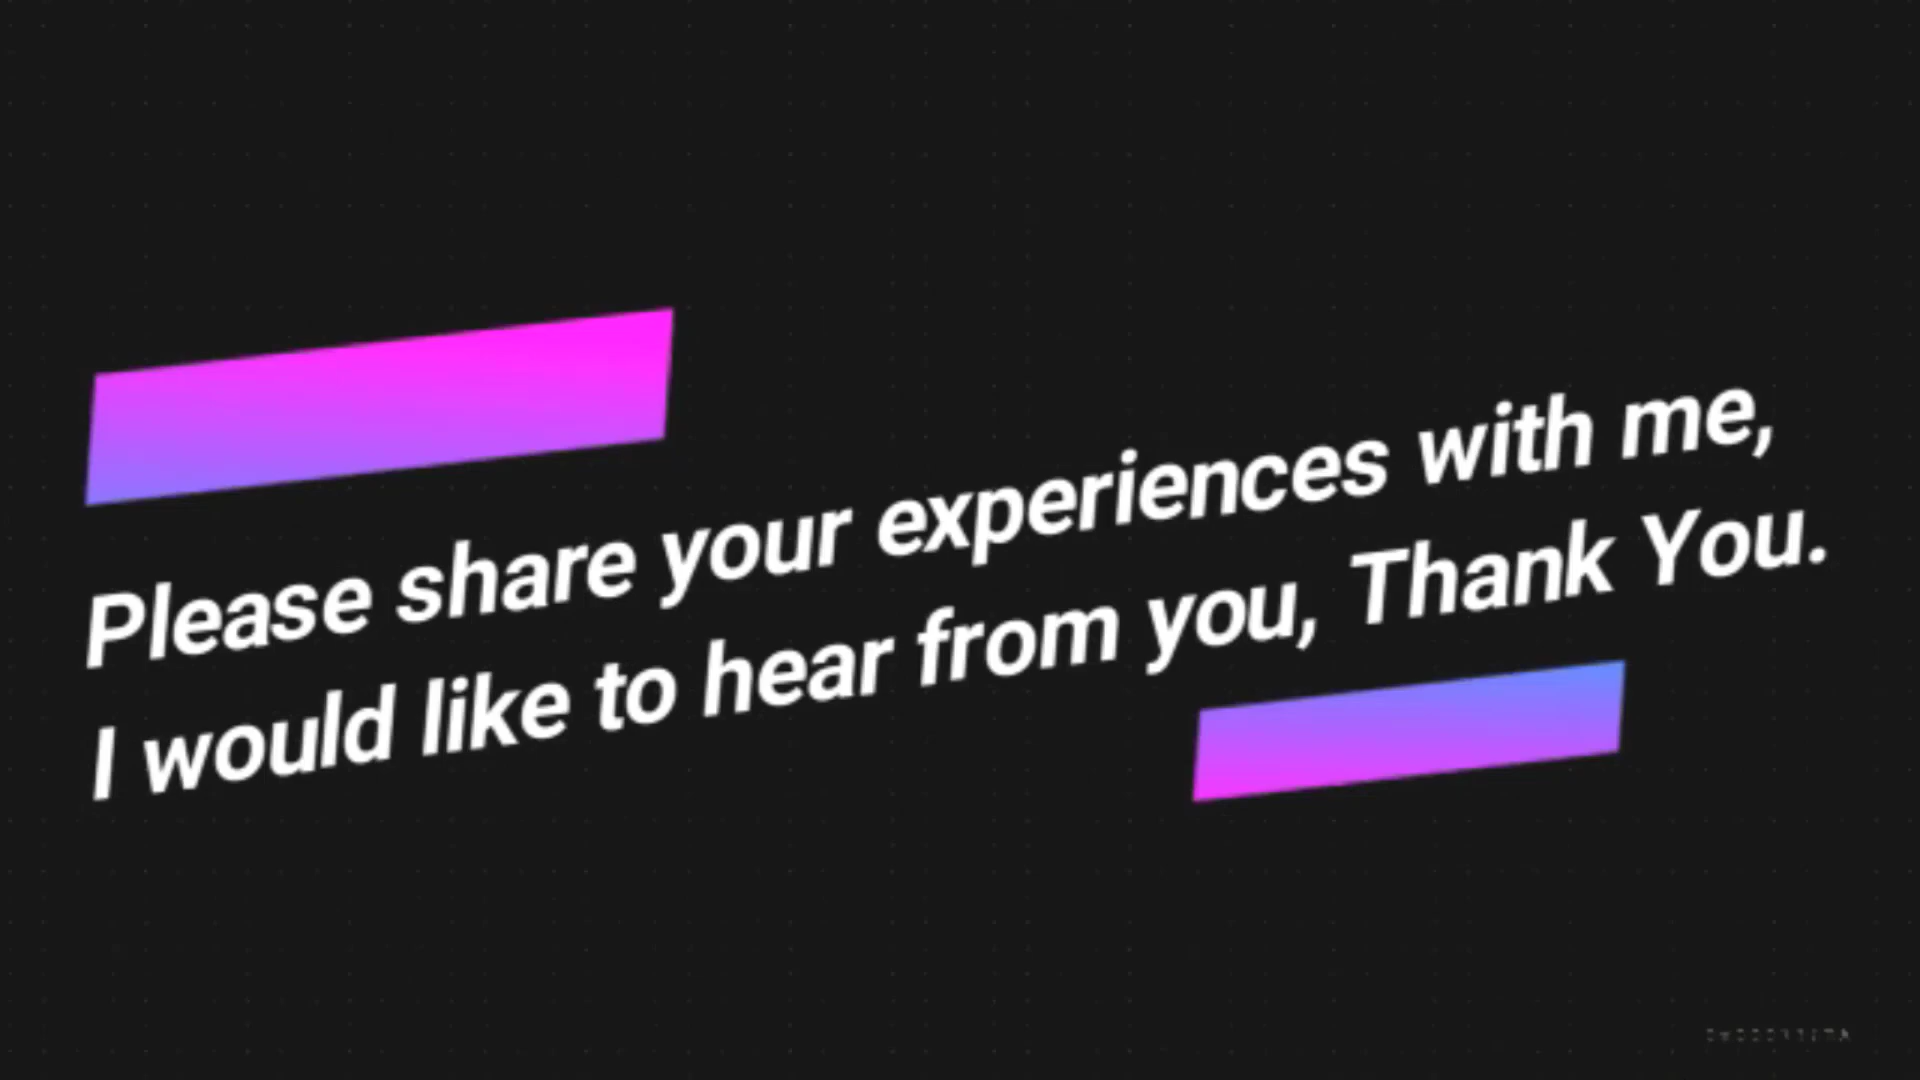 Please share your experiences with me,
I would like to hear from you, Thank You.